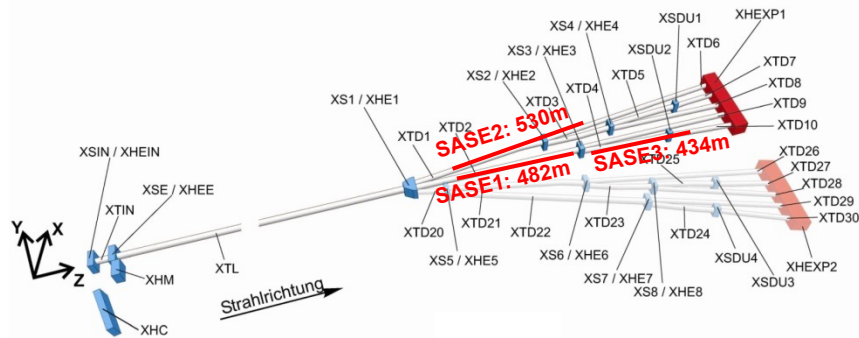 XS4 / XHE4
XSDU1
XHEXP1
XS3 / XHE3
XSDU2
XTD6
XS2 / XHE2
XTD5
XTD7
XTD4
XTD8
XS1 / XHE1
XTD3
XTD9
XTD2
SASE2: 530m
XTD10
XTD1
SASE3: 434m
XTD26
XSIN / XHEIN
SASE1: 482m
XTD25
XTD27
XSE / XHEE
XTD28
XTIN
XTD20
XTD21
XTD23
XTD29
XTD22
XTD24
XTD30
Y
X
Z
XHM
XTL
XS5 / XHE5
XS6 / XHE6
XSDU4
XHEXP2
XS7 / XHE7
XSDU3
XS8 / XHE8
Strahlrichtung
XHC